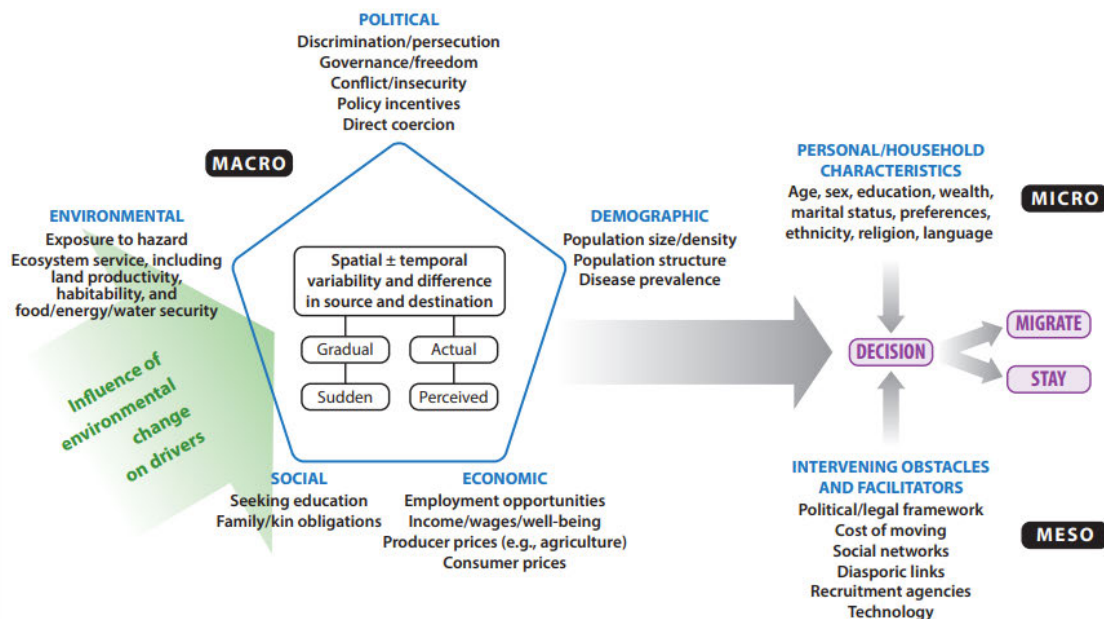 POLITICAL
Discrimination/persecution
Governance/freedom
Conflict/insecurity
Policy incentives
Direct coercion
MACRO
ENVIRONMENTAL
Exposure to hazard
Ecosystem service, including
land productivity,
habitability, and
food/energy/water security
Influence of
environmental
change
on drivers
DEMOGRAPHIC
Population size/density
Population structure
Disease prevalence
Spatial ± temporal
variability and difference
in source and destination
Gradual
Actual
Sudden
Perceived
SOCIAL
Seeking education
Family/kin obligations
ECONOMIC
Employment opportunities
Income/wages/well-being
Producer prices (e.g., agriculture)
Consumer prices
PERSONAL/HOUSEHOLD
CHARACTERISTICS
Age, sex, education, wealth,
marital status, preferences,
ethnicity, religion, language
MICRO
DECISION
MIGRATE
STAY
INTERVENING OBSTACLES
AND FACILITATORS
Political/legal framework
Cost of moving
Social networks
Diasporic links
Recruitment agencies
Technology
MESO